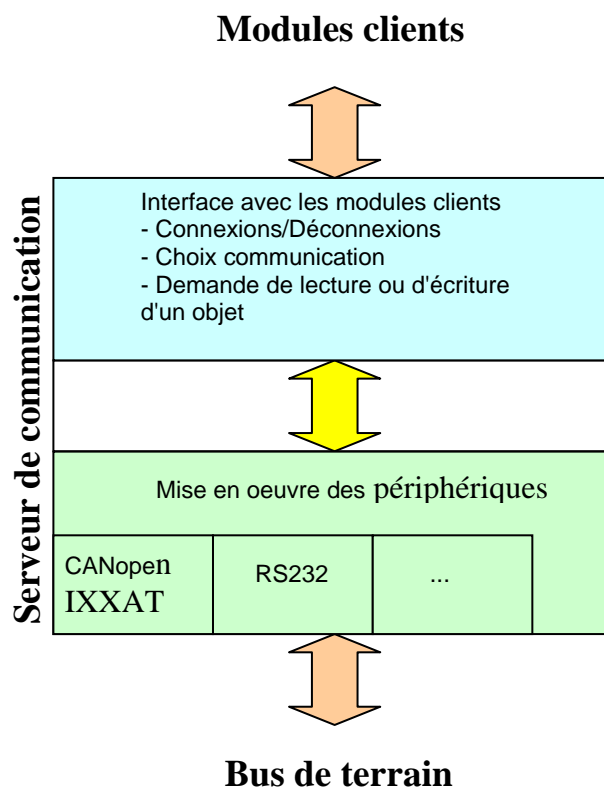 Modules clients
Serveur de communication
Interface avec les modules clients
- Connexions/Déconnexions
- Choix communication
- Demande de lecture ou d'écriture
d'un objet
Mise en oeuvre des périphériques
CANopen
IXXAT
RS232
...
Bus de terrain